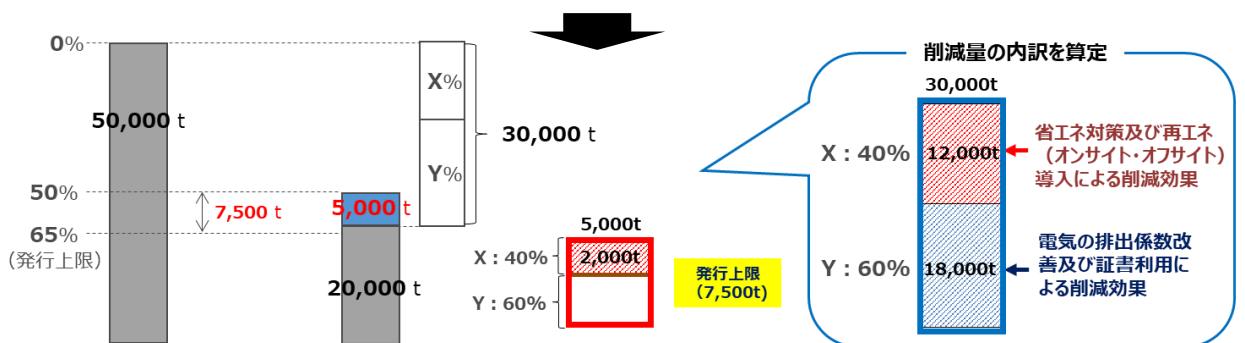 0%
50,000 t
50%
65%
(発行上限)
7,500 t
5,000 t
20,000 t
X%
Y%
30,000 t
5,000t
X：40%
2,000t
Y：60%
発行上限
（7,500t)
削減量の内訳を算定
30,000t
X：40%
12,000t
省エネ対策及び再エネ
（オンサイト・オフサイト）
導入による削減効果
Y：60%
18,000t
電気の排出係数改
善及び証書利用に
よる削減効果